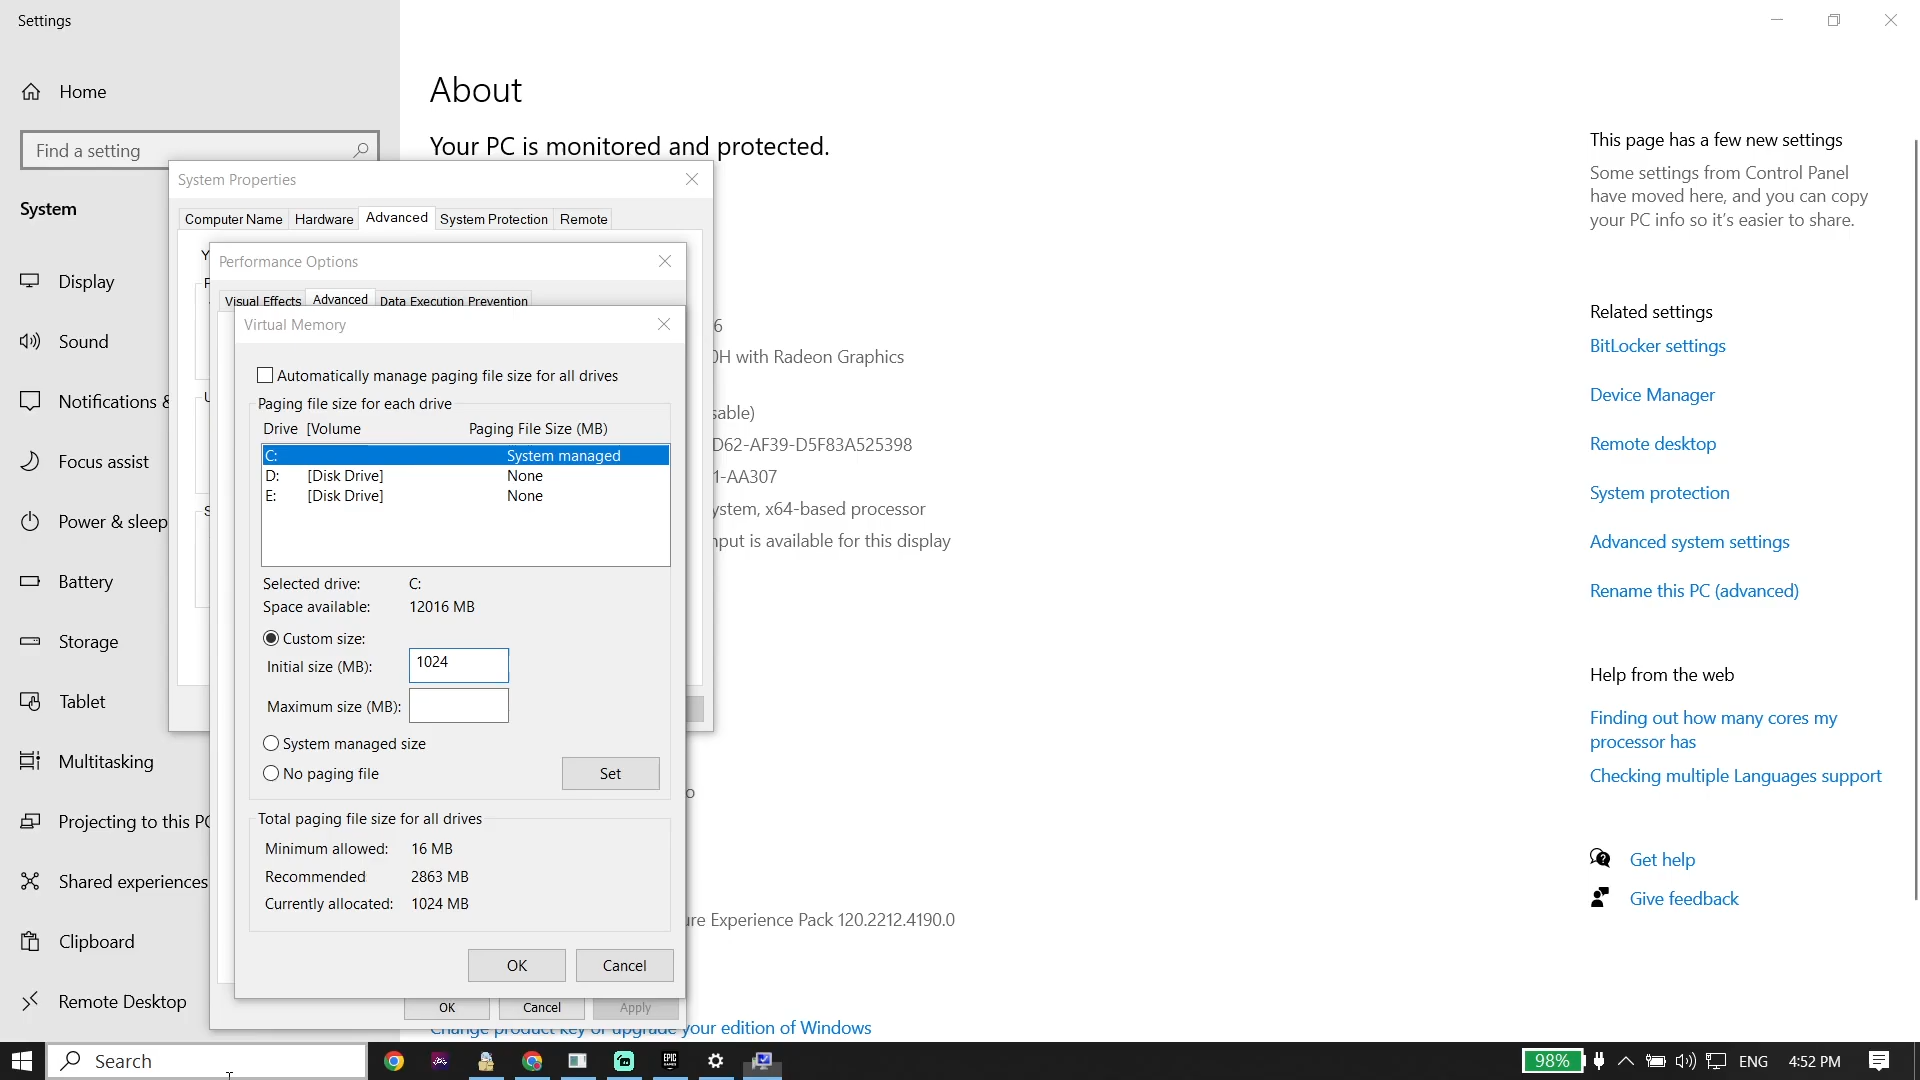 Settings
Home
Find a setting
System
Display
Sound
Notifications &
Focus assist
Power & sleep
Battery
Storage
Tablet
Multitasking
Projecting to this PC
Shared experiences
Clipboard
Remote Desktop
About
Your PC is monitored and protected.
System Properties
Computer Name Hardware Advanced System Protection Remote
Performance Options
Visual Effects Advanced Data Execution Prevention
Virtual Memory
Automatically manage paging file size for all drives
Paging file size for each drive
Drive [Volume Paging File Size (MB)
C: System managed
D: [Disk Drive] None
E: [Disk Drive] None
Selected drive: C:
Space available: 12016 MB
Custom size:
Initial size (MB): 1024
Maximum size (MB):
System managed size
No paging file
Set
Total paging file size for all drives
Minimum allowed: 16 MB
Recommended 2863 MB
Currently allocated: 1024 MB
OK Cancel
OK Cancel Apply
6
0H with Radeon Graphics
sable)
D62-AF39-D5F83A525398
1-AA307
ystem, x64-based processor
nput is available for this display
o
ure Experience Pack 120.2212.4190.0
Change product key or upgrade your edition of Windows
This page has a few new settings
Some settings from Control Panel
have moved here, and you can copy
your PC info so it's easier to share.
Related settings
BitLocker settings
Device Manager
Remote desktop
System protection
Advanced system settings
Rename this PC (advanced)
Help from the web
Finding out how many cores my
processor has
Checking multiple Languages support
Get help
Give feedback
Search
98% ENG 4:52 PM